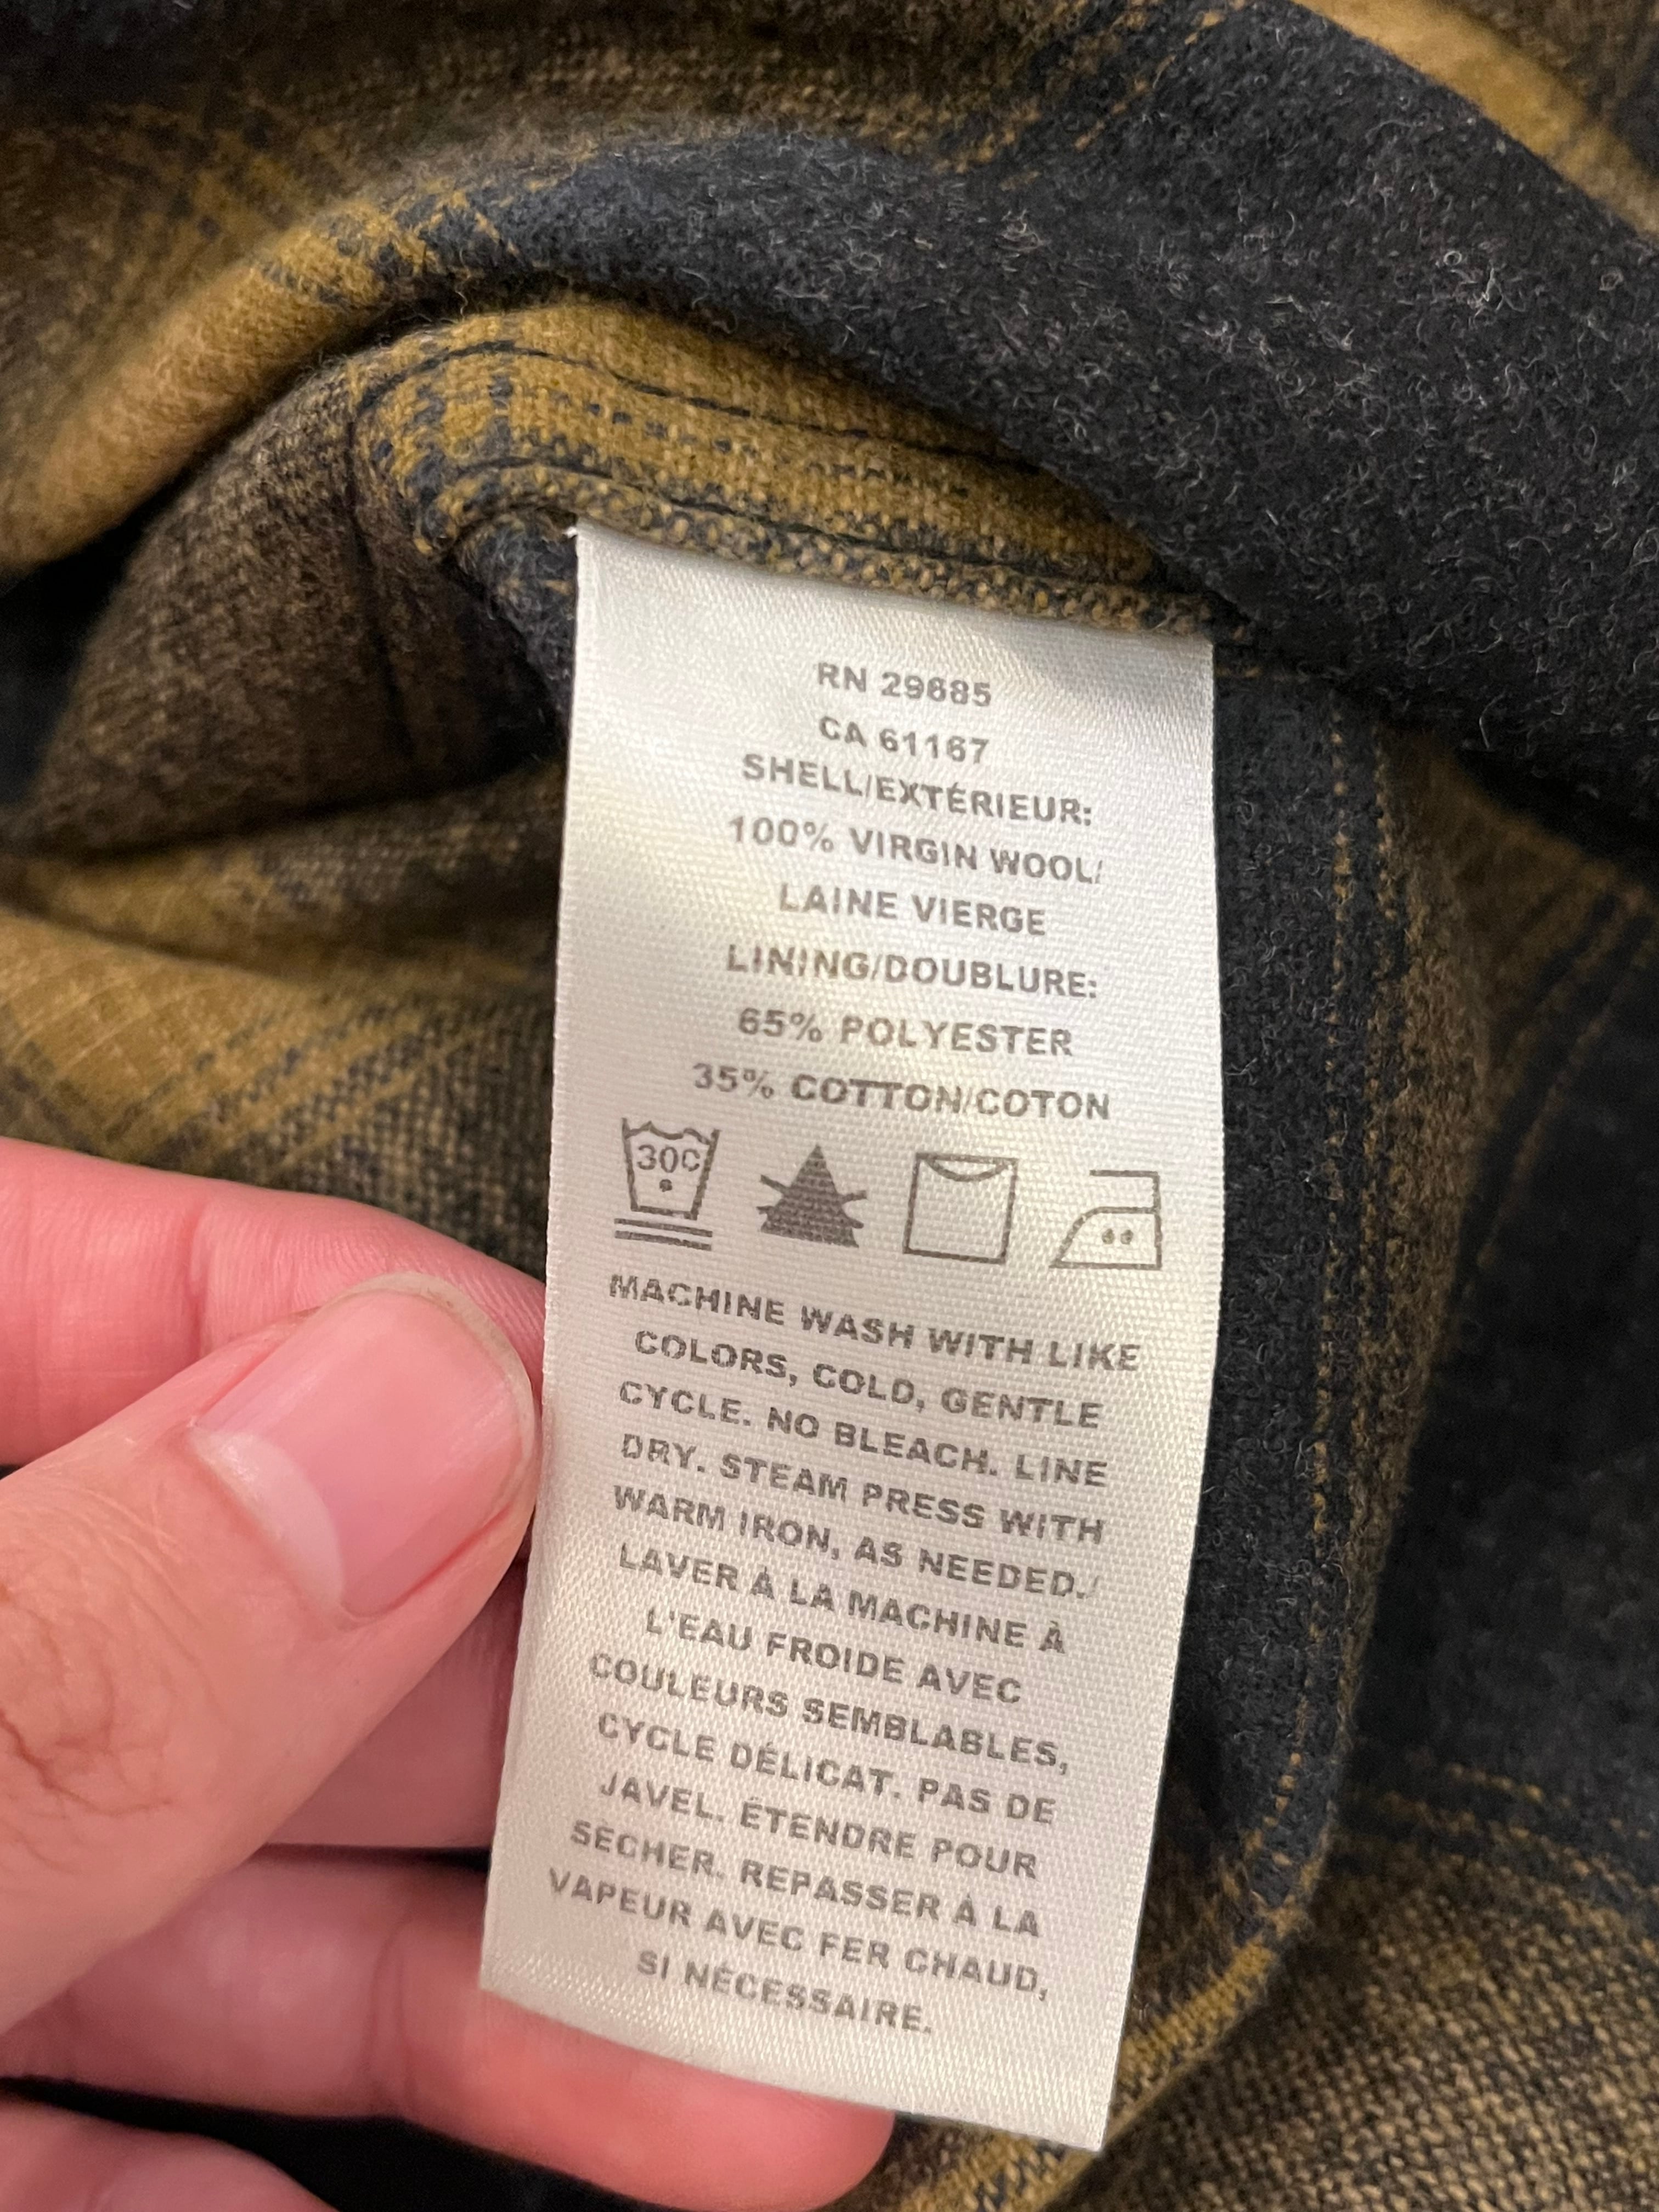 RN 29685
CA 61167
SHELL/EXTÉRIEUR:
100% VIRGIN WOOL/
LAINE VIERGE
LINING/DOUBLURE:
65% POLYESTER
35% COTTON/COTON
30C
MACHINE WASH WITH LIKE
COLORS, COLD, GENTLE
CYCLE. NO BLEACH. LINE
DRY. STEAM PRESS WITH
WARM IRON, AS NEEDED./
LAVER À LA MACHINE À
L'EAU FROIDE AVEC
COULEURS SEMBLABLES,
CYCLE DÉLICAT. PAS DE
JAVEL. ÉTENDRE POUR
SÉCHER. REPASSER À LA
VAPEUR AVEC FER CHAUD,
SI NÉCESSAIRE.